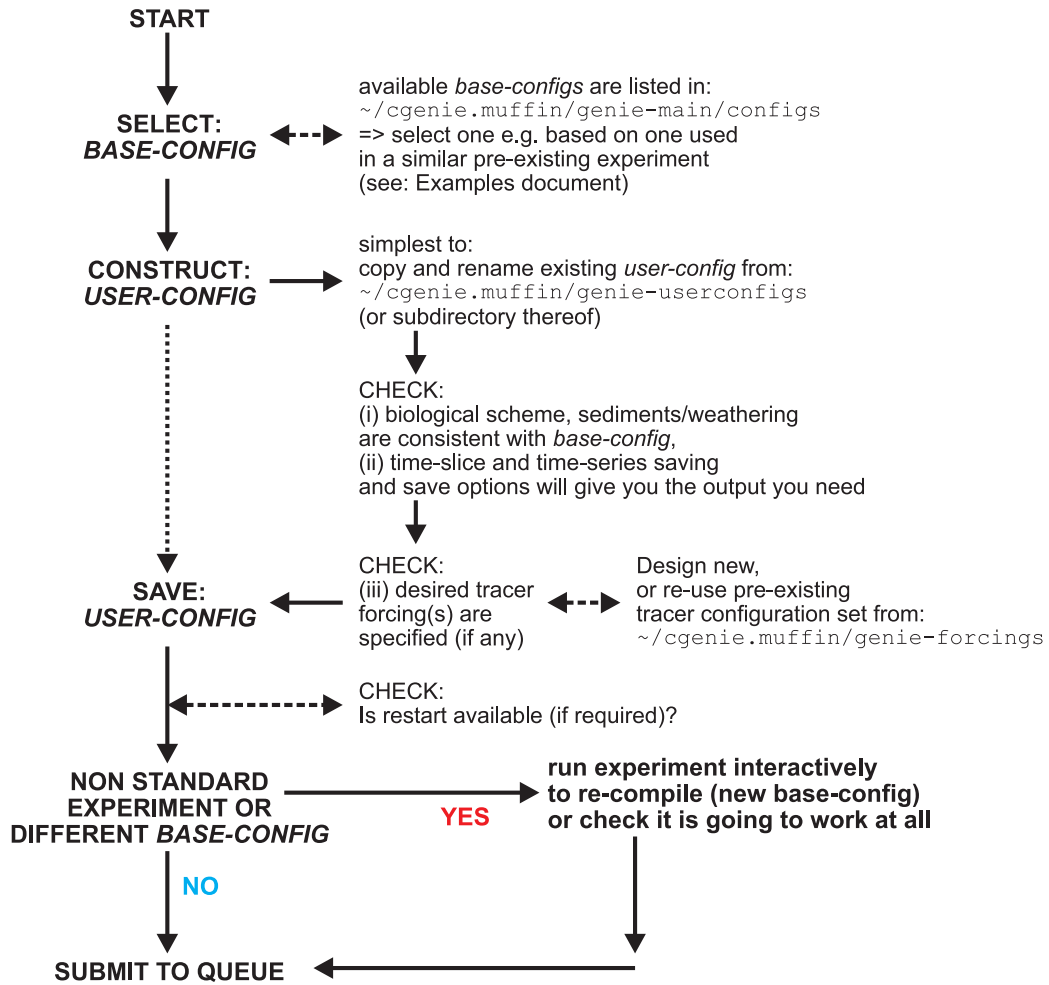 START
SELECT:
BASE-CONFIG
available base-configs are listed in:
~/cgenie.muffin/genie-main/configs
=> select one e.g. based on one used
in a similar pre-existing experiment
(see: Examples document)
CONSTRUCT:
USER-CONFIG
simplest to:
copy and rename existing user-config from:
~/cgenie.muffin/genie-userconfigs
(or subdirectory thereof)
CHECK:
(i) biological scheme, sediments/weathering
are consistent with base-config,
(ii) time-slice and time-series saving
and save options will give you the output you need
SAVE:
USER-CONFIG
CHECK:
(iii) desired tracer
forcing(s) are
specified (if any)
Design new,
or re-use pre-existing
tracer configuration set from:
~/cgenie.muffin/genie-forcings
CHECK:
Is restart available (if required)?
NON STANDARD
EXPERIMENT OR
DIFFERENT BASE-CONFIG
YES
run experiment interactively
to re-compile (new base-config)
or check it is going to work at all
NO
SUBMIT TO QUEUE